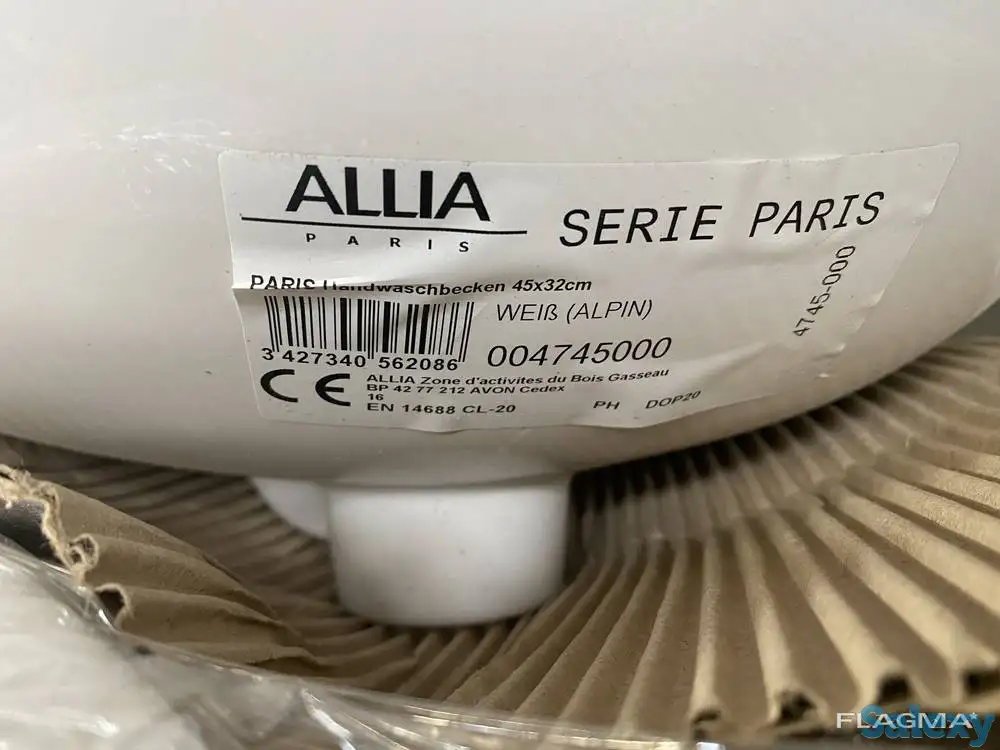 ALLIA
PARIS
SERIE PARIS
PARIS Handwaschbecken 45x32cm
WEIß (ALPIN)
4745-000
3 427340 562086
004745000
CE
ALLIA Zone d'activites du Bois Gasseau
BP 42 77 212 AVON Cedex
16
EN 14688 CL-20
PH DOP20
FLAGMA
Salexy